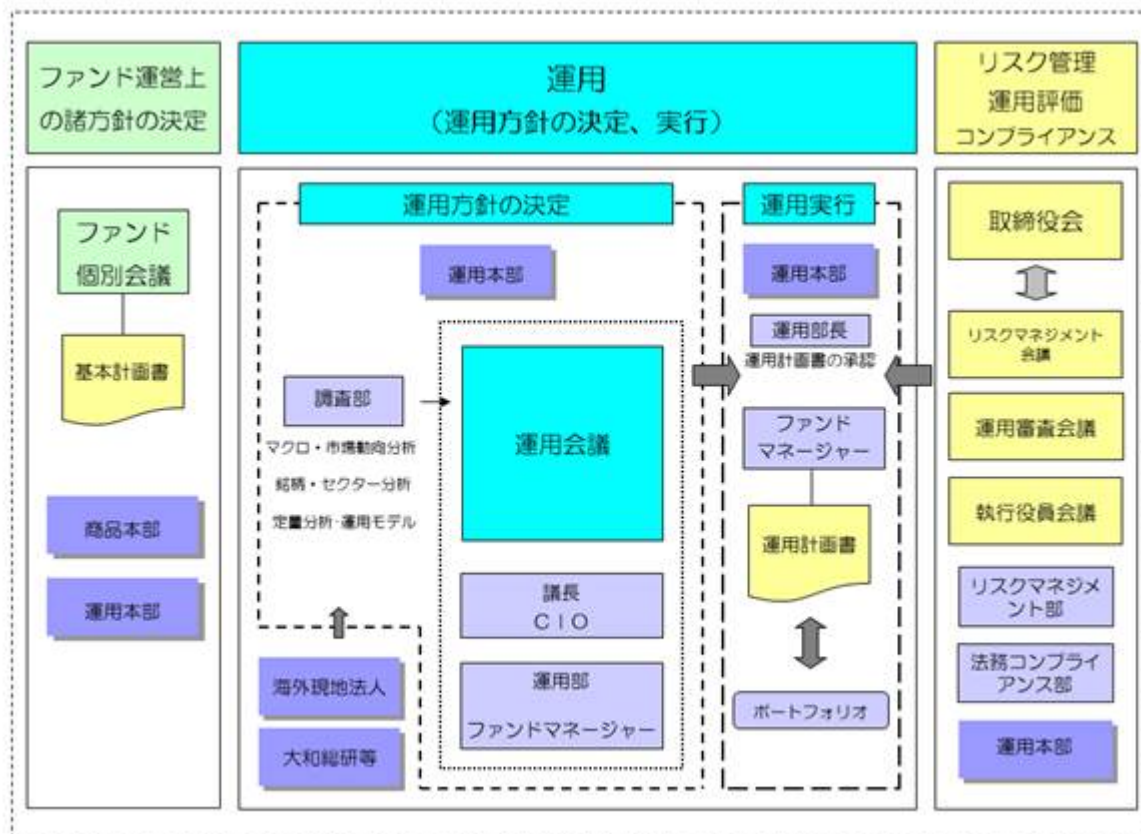 ファンド運営上
の諸方針の決定
運用
（運用方針の決定、実行）
リスク管理
運用評価
コンプライアンス
ファンド
個別会議
基本計画書
商品本部
運用本部
運用方針の決定
運用本部
調査部
マクロ・市場動向分析
銘柄・セクター分析
定量分析・運用モデル
運用会議
議長
ＣＩＯ
運用部
ファンドマネージャー
海外現地法人
大和総研等
運用実行
運用本部
運用部長
運用計画書の承認
ファンド
マネージャー
運用計画書
ポートフォリオ
取締役会
リスクマネジメント
会議
運用審査会議
執行役員会議
リスクマネジメ
ント部
法務コンプライ
アンス部
運用本部